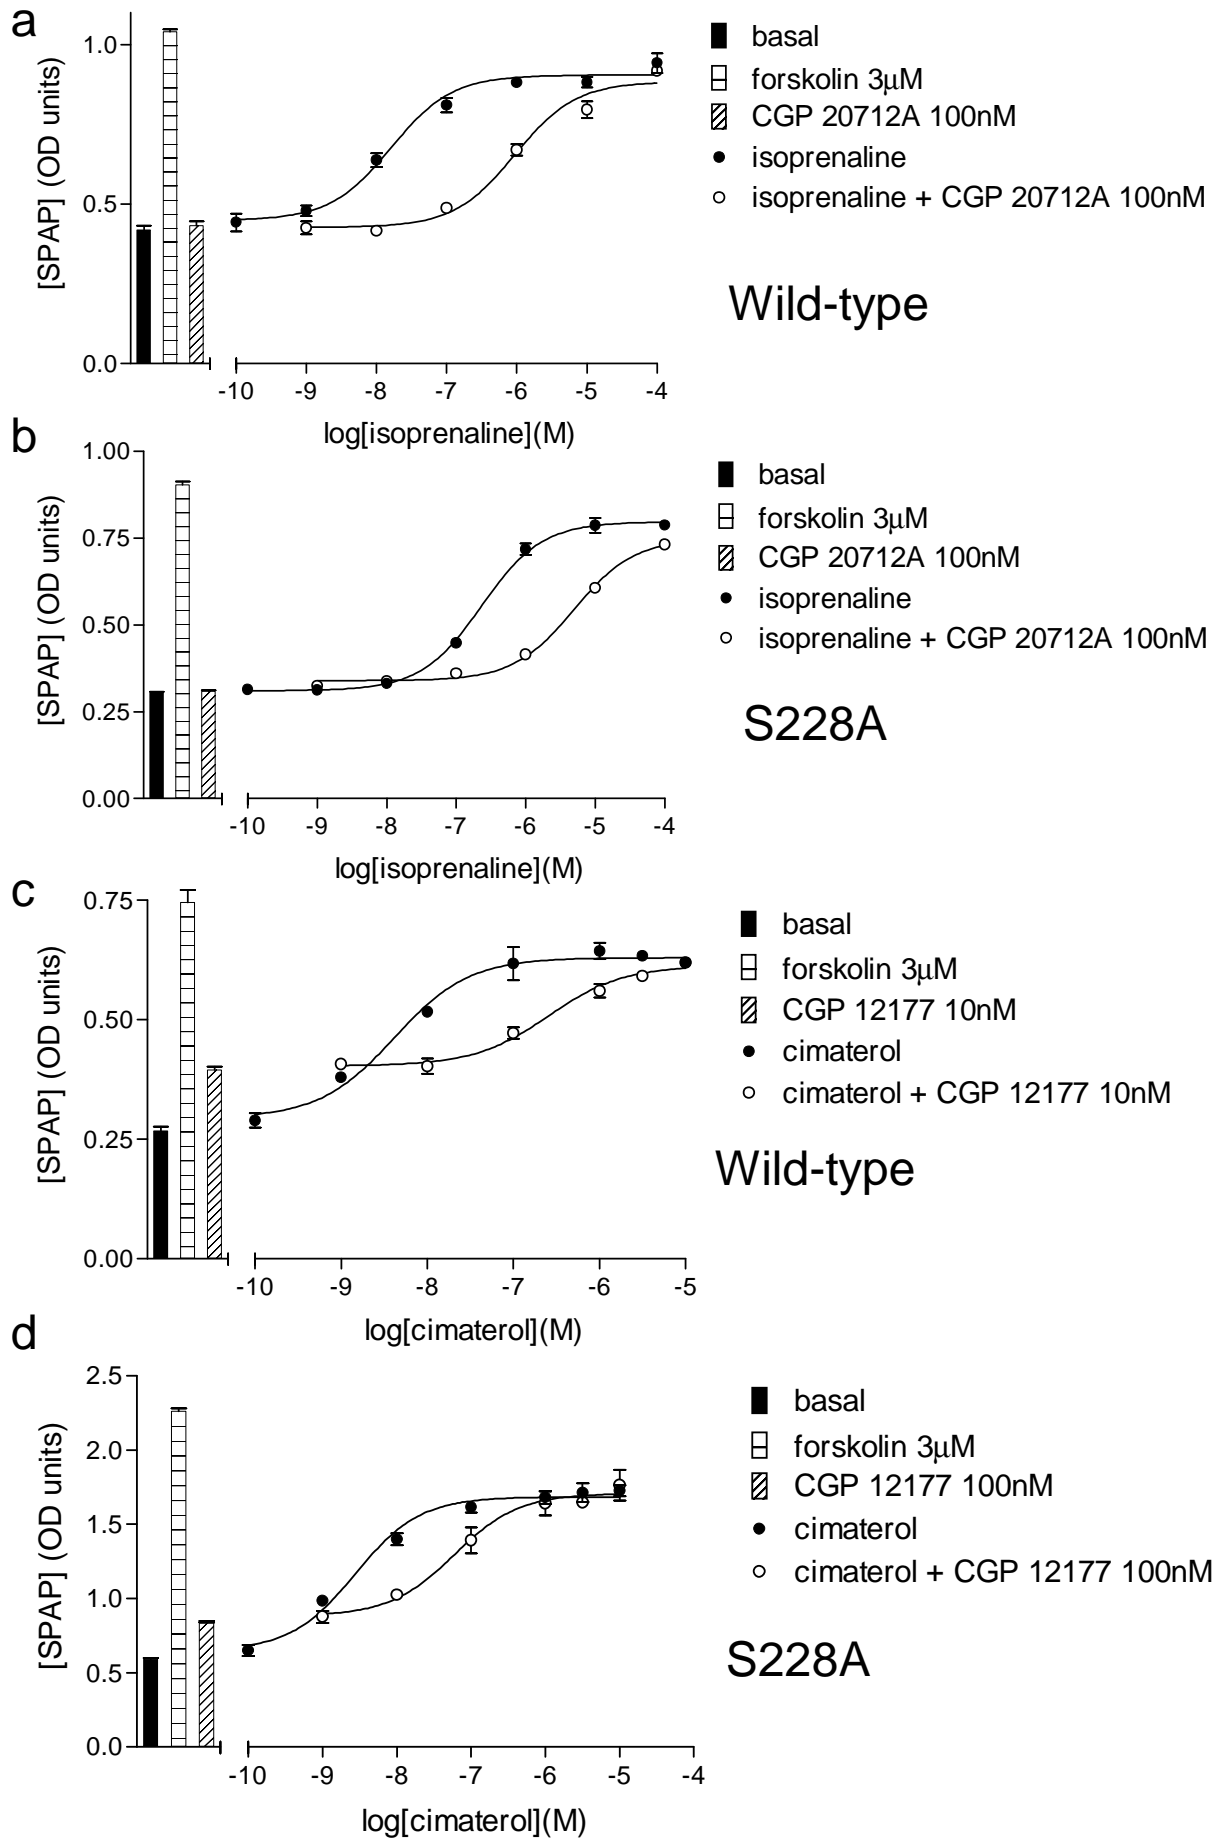 a
[SPAP] (OD units)
1.0
0.5
0.0
-10 -9 -8 -7 -6 -5 -4
log[isoprenaline](M)
basal
forskolin 3μM
CGP 20712A 100nM
isoprenaline
isoprenaline + CGP 20712A 100nM
Wild-type
b
[SPAP] (OD units)
1.00
0.75
0.50
0.25
0.00
-10 -9 -8 -7 -6 -5 -4
log[isoprenaline](M)
basal
forskolin 3μM
CGP 20712A 100nM
isoprenaline
isoprenaline + CGP 20712A 100nM
S228A
c
[SPAP] (OD units)
0.75
0.50
0.25
0.00
-10 -9 -8 -7 -6 -5
log[cimaterol](M)
basal
forskolin 3μM
CGP 12177 10nM
cimaterol
cimaterol + CGP 12177 10nM
Wild-type
d
[SPAP] (OD units)
2.5
2.0
1.5
1.0
0.5
0.0
-10 -9 -8 -7 -6 -5 -4
log[cimaterol](M)
basal
forskolin 3μM
CGP 12177 100nM
cimaterol
cimaterol + CGP 12177 100nM
S228A